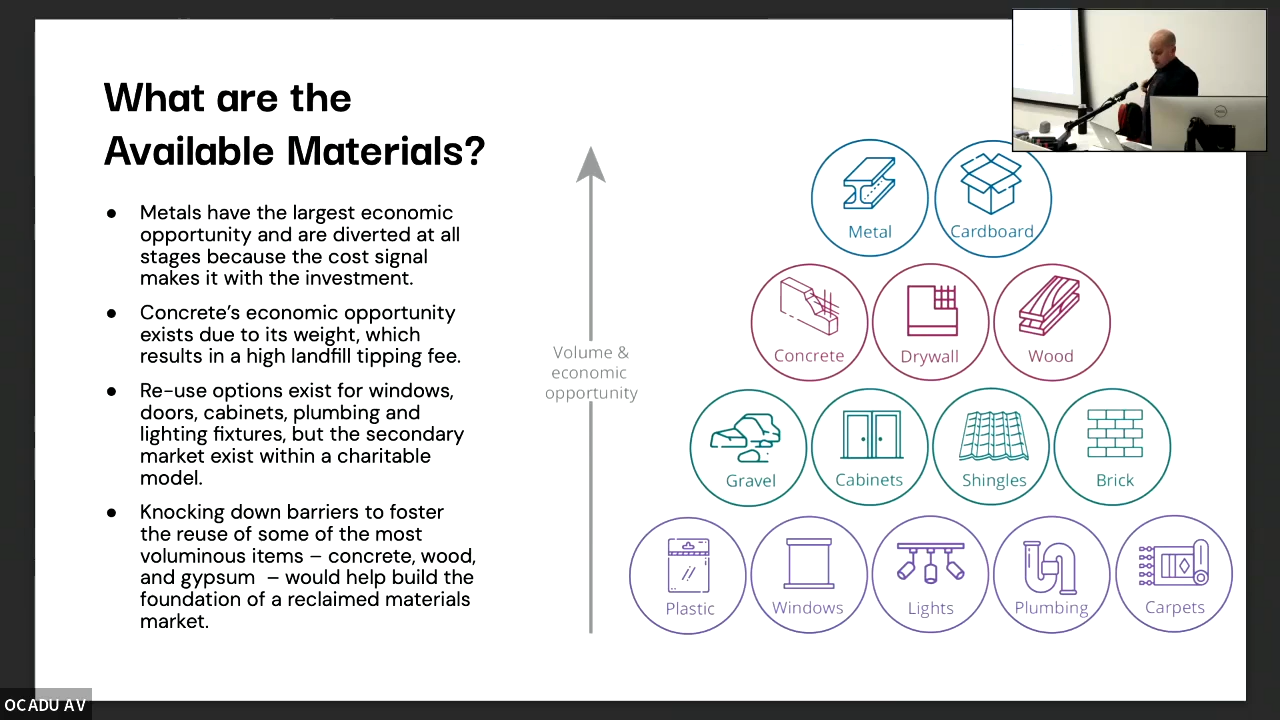 What are the
Available Materials?
● Metals have the largest economic
opportunity and are diverted at all
stages because the cost signal
makes it with the investment.
● Concrete’s economic opportunity
exists due to its weight, which
results in a high landfill tipping fee.
● Re-use options exist for windows,
doors, cabinets, plumbing and
lighting fixtures, but the secondary
market exist within a charitable
model.
● Knocking down barriers to foster
the reuse of some of the most
voluminous items – concrete, wood,
and gypsum – would help build the
foundation of a reclaimed materials
market.
Volume &
economic
opportunity
Metal
Cardboard
Concrete
Drywall
Wood
Gravel
Cabinets
Shingles
Brick
Plastic
Windows
Lights
Plumbing
Carpets
OCADU AV